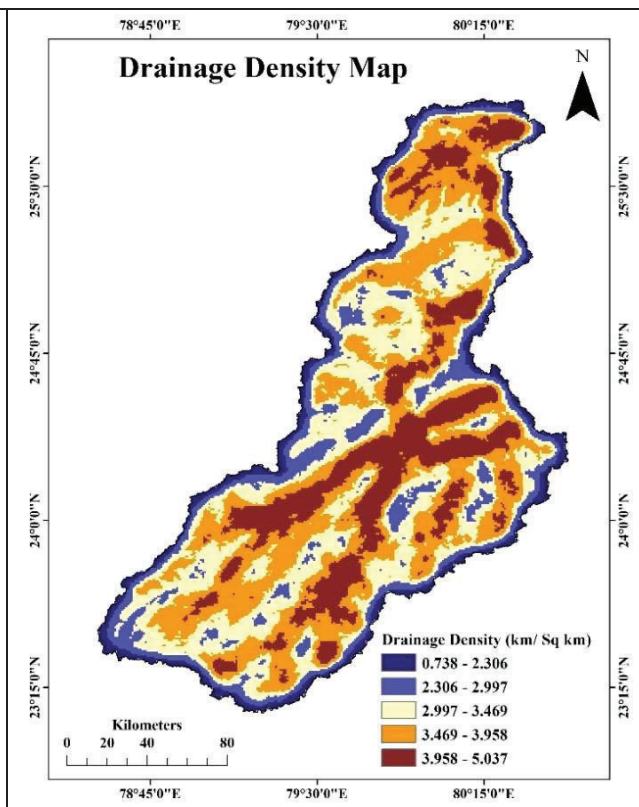 78°45'0"E 79°30'0"E 80°15'0"E
Drainage Density Map
N
25°30'0"N 25°30'0"N
24°45'0"N 24°45'0"N
24°0'0"N 24°0'0"N
23°15'0"N 23°15'0"N
Drainage Density (km/ Sq km)
0.738 - 2.306
2.306 - 2.997
2.997 - 3.469
3.469 - 3.958
3.958 - 5.037
Kilometers
0 20 40 80
78°45'0"E 79°30'0"E 80°15'0"E